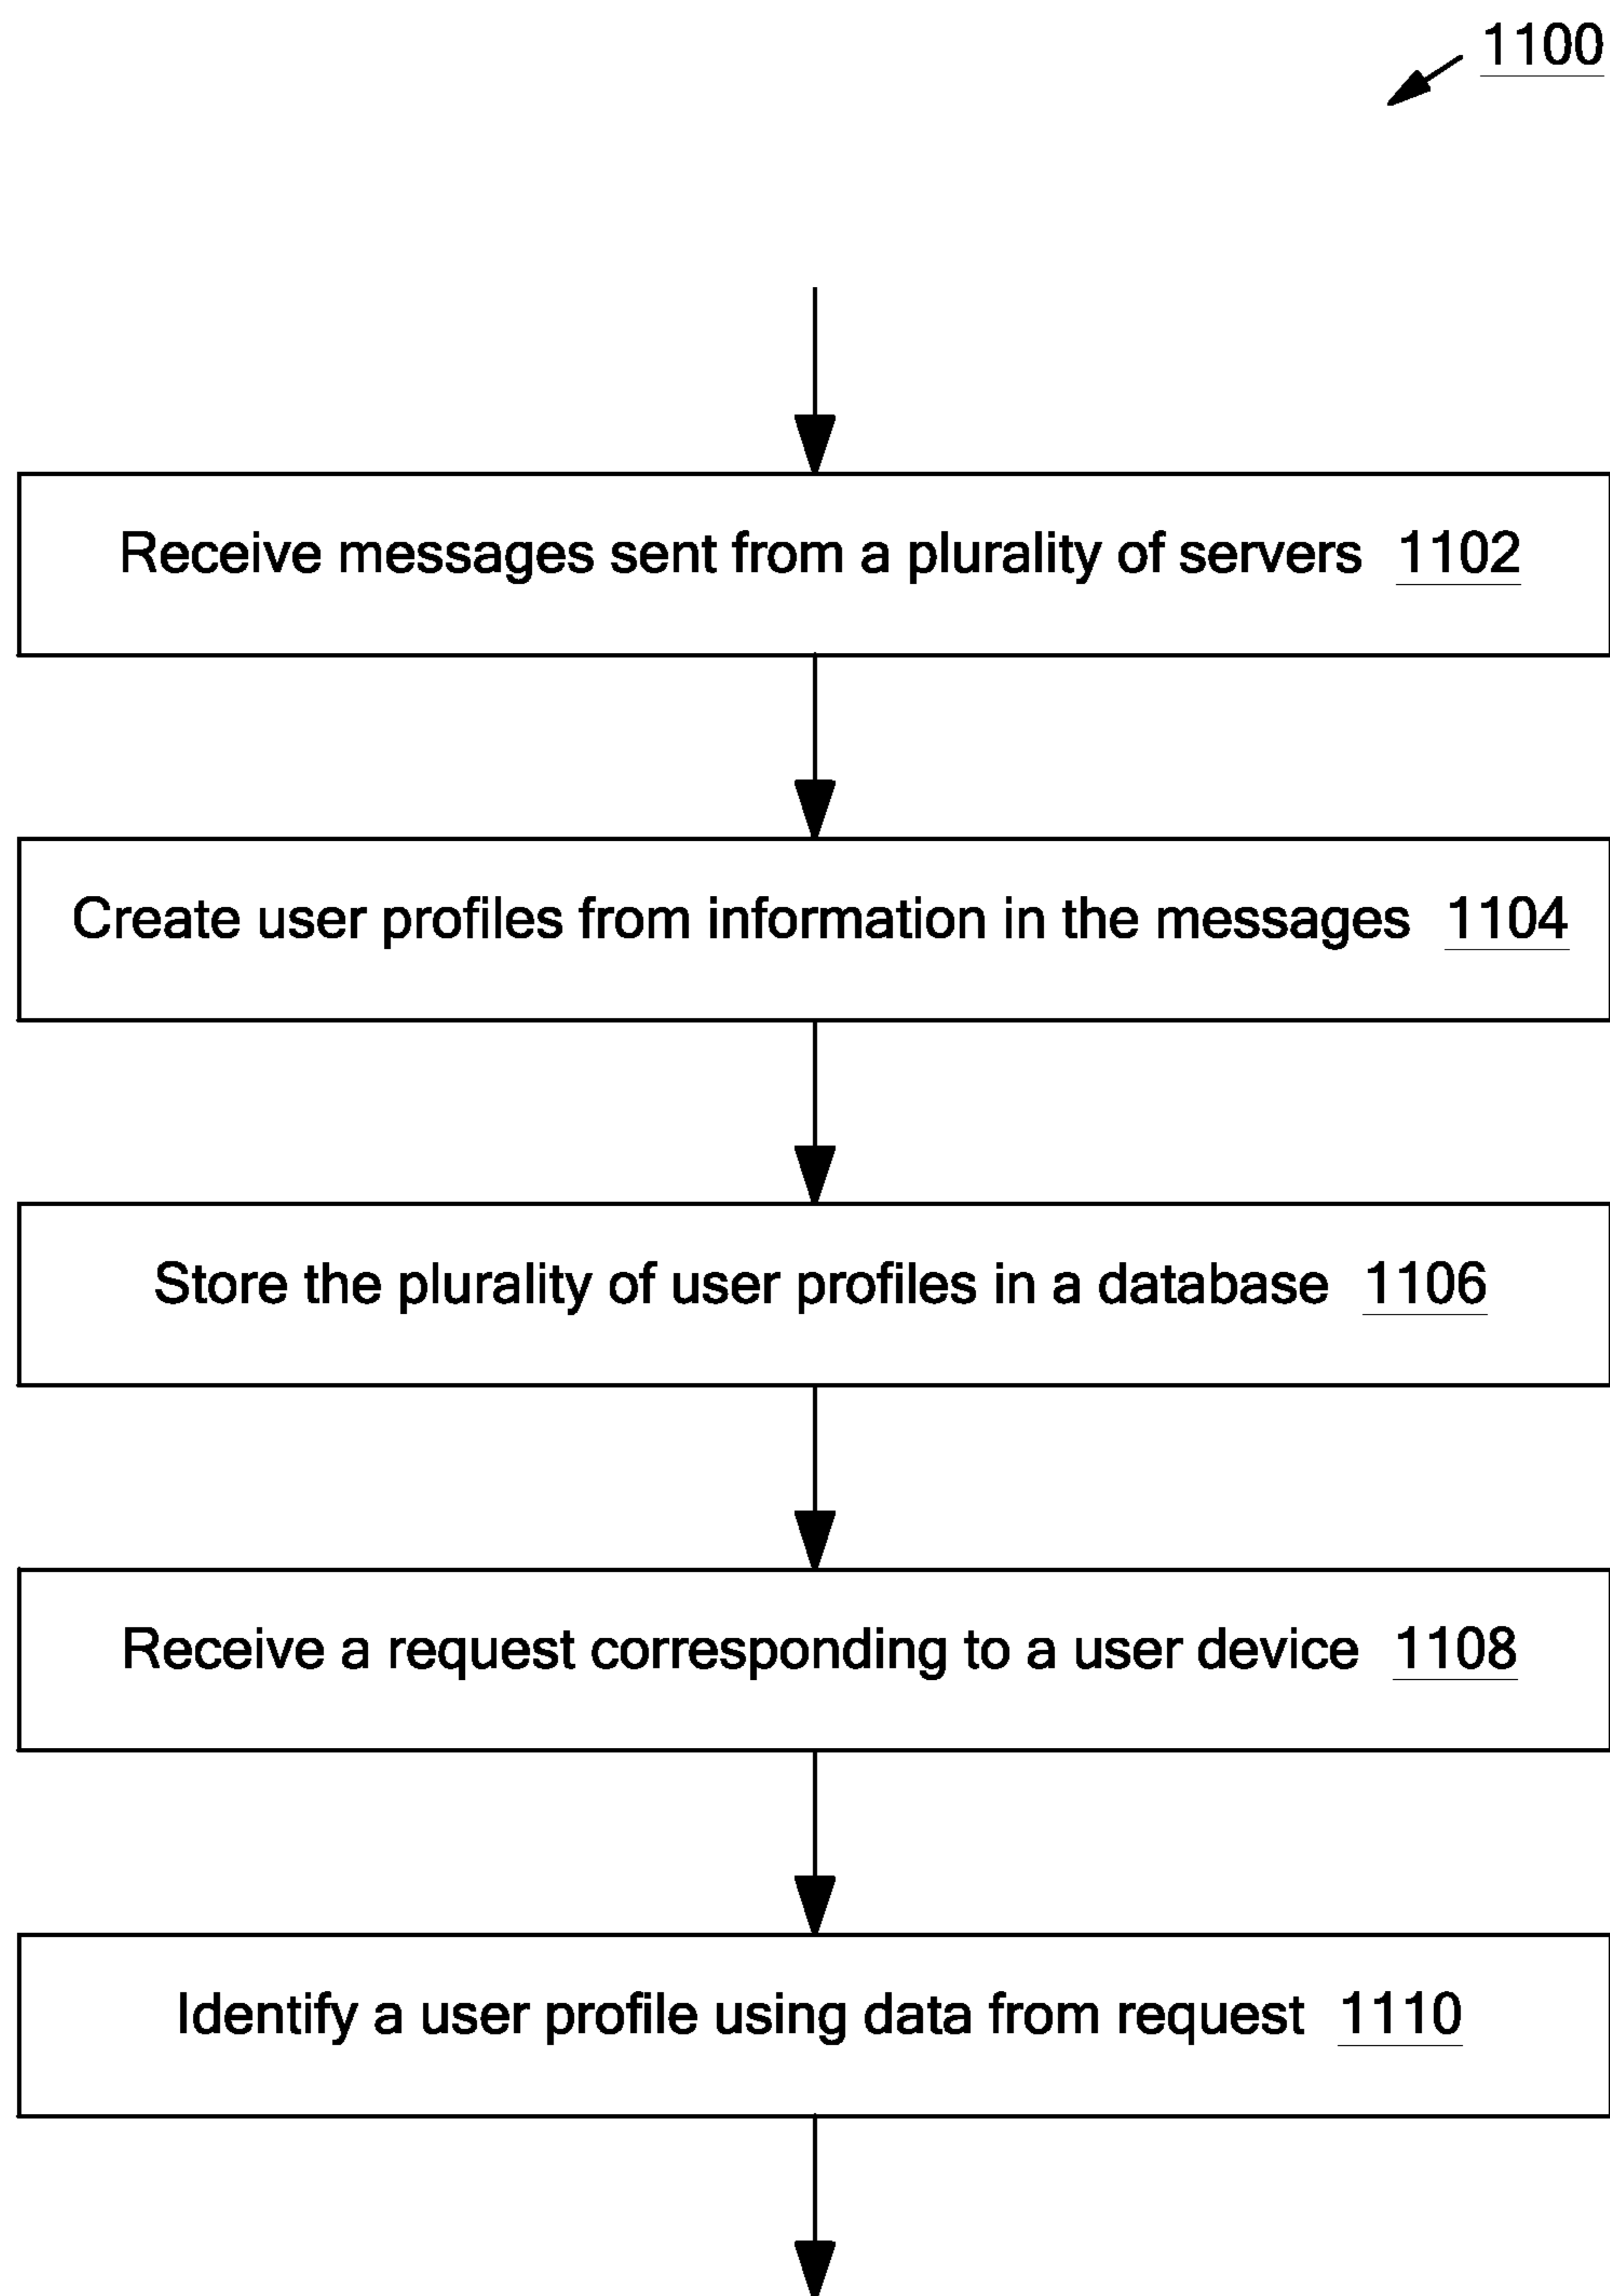 1100
Receive messages sent from a plurality of servers 1102
Create user profiles from information in the messages 1104
Store the plurality of user profiles in a database 1106
Receive a request corresponding to a user device 1108
Identify a user profile using data from request 1110